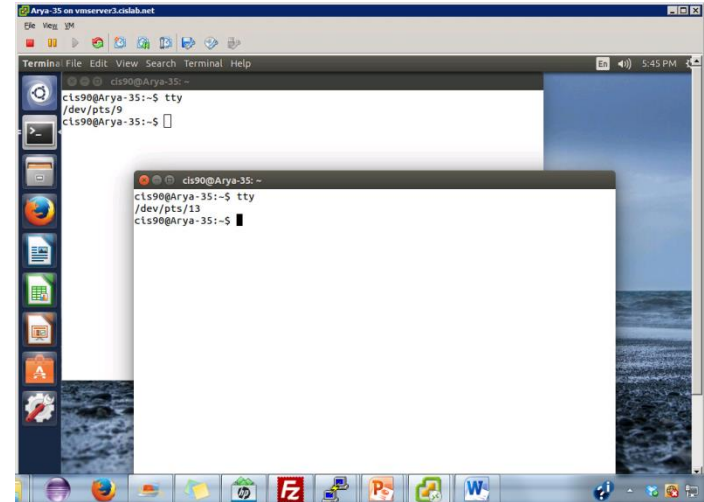 Arya-35 on vmserver3.cislab.net
File View VM
Terminal File Edit View Search Terminal Help
En 5:45 PM
cis90@Arya-35: ~
cis90@Arya-35:~$ tty
/dev/pts/9
cis90@Arya-35:~$
cis90@Arya-35: ~
cis90@Arya-35:~$ tty
/dev/pts/13
cis90@Arya-35:~$